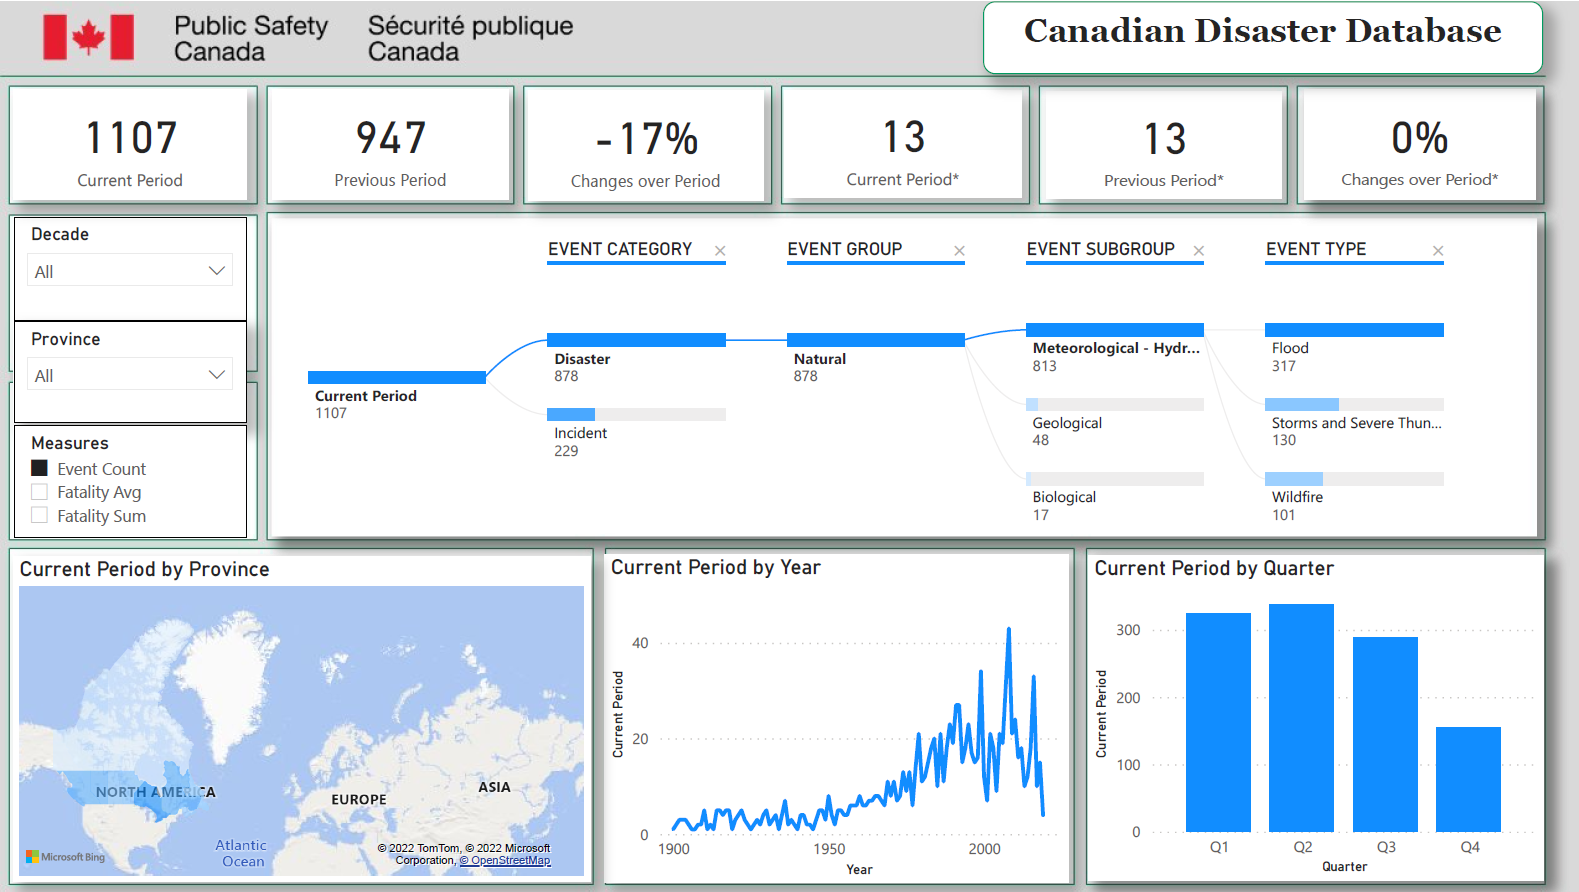 Public Safety Canada
Sécurité publique Canada
Canadian Disaster Database
1107
Current Period
947
Previous Period
-17%
Changes over Period
13
Current Period*
13
Previous Period*
0%
Changes over Period*
Decade
All
Province
All
Measures
Event Count
Fatality Avg
Fatality Sum
EVENT CATEGORY
EVENT GROUP
EVENT SUBGROUP
EVENT TYPE
Current Period
1107
Disaster
878
Incident
229
Natural
878
Meteorological - Hydr...
813
Geological
48
Biological
17
Flood
317
Storms and Severe Thun...
130
Wildfire
101
Current Period by Province
NORTH AMERICA
EUROPE
ASIA
Atlantic
Ocean
Microsoft Bing
© 2022 TomTom, © 2022 Microsoft
Corporation, © OpenStreetMap
Current Period by Year
Current Period
40
20
0
1900
1950
2000
Year
Current Period by Quarter
Current Period
300
200
100
0
Q1
Q2
Q3
Q4
Quarter